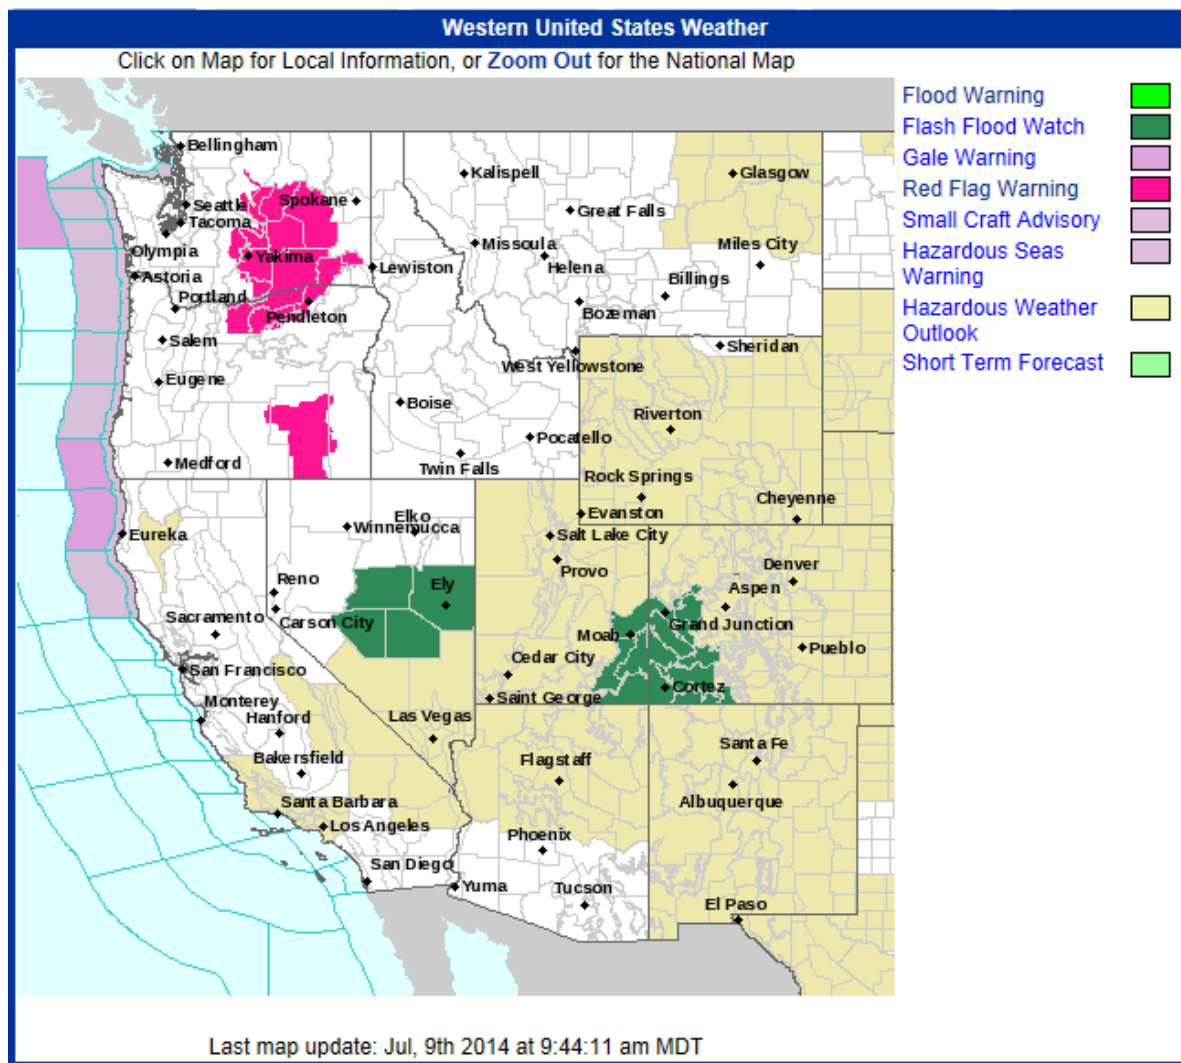 Western United States Weather
Click on Map for Local Information, or Zoom Out for the National Map
Flood Warning
Flash Flood Watch
Gale Warning
Red Flag Warning
Small Craft Advisory
Hazardous Seas
Warning
Hazardous Weather
Outlook
Short Term Forecast
Bellingham
Kalispell
Glasgow
Spokane
Seattle
Great Falls
Tacoma
Olympia
Missoula
Miles City
Yakima
Helena
Lewiston
Astoria
Billings
Portland
Pendleton
Bozeman
Salem
Sheridan
West Yellowstone
Eugene
Boise
Riverton
Pocatello
Medford
Twin Falls
Rock Springs
Cheyenne
Evanston
Elko
Winnemucca
Eureka
Salt Lake City
Provo
Denver
Reno
Ely
Aspen
Sacramento
Carson City
Grand Junction
Moab
Pueblo
Cedar City
San Francisco
Cortez
Saint George
Monterey
Hanford
Las Vegas
Santa Fe
Bakersfield
Flagstaff
Albuquerque
Santa Barbara
Los Angeles
Phoenix
San Diego
Yuma
Tucson
El Paso
Last map update: Jul, 9th 2014 at 9:44:11 am MDT